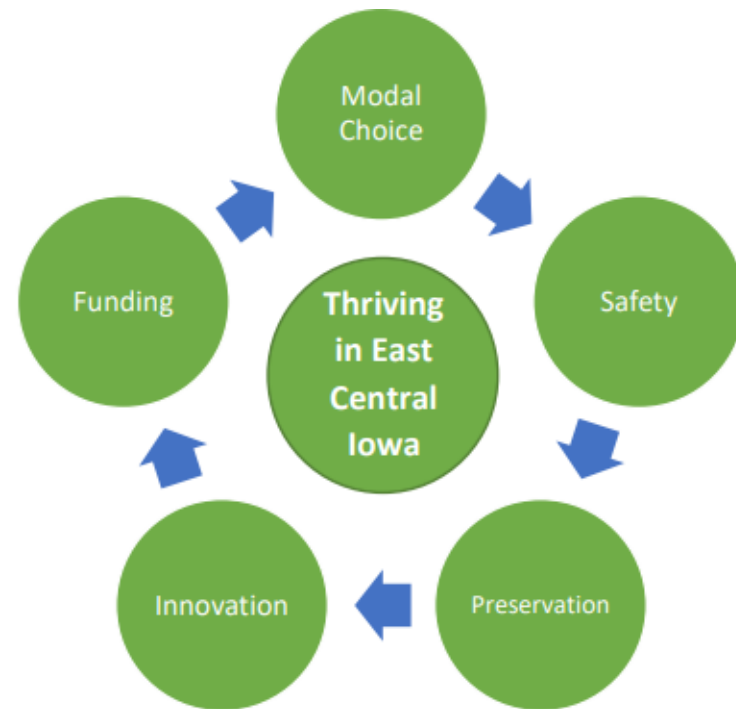 Modal
Choice
Funding
Thriving
in East
Central
Iowa
Safety
Innovation
Preservation